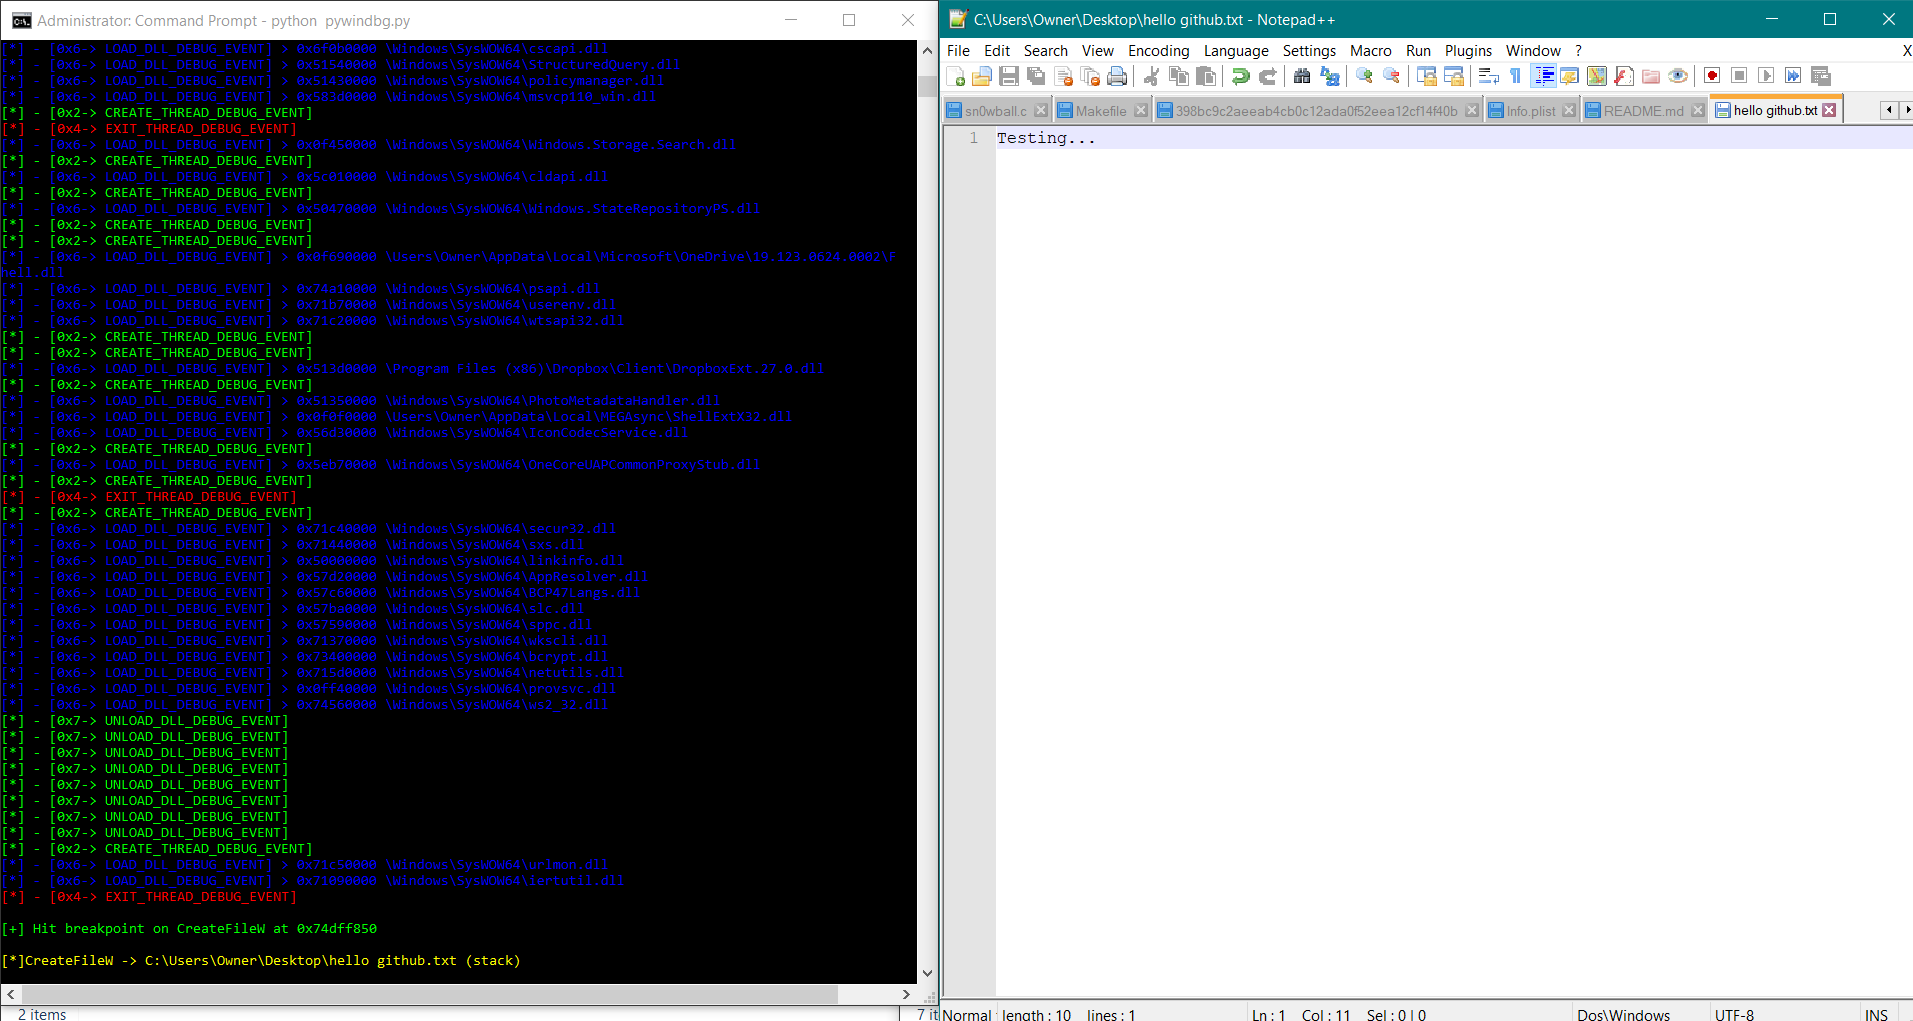 Administrator: Command Prompt - python  pywindbg.py
[*] - [0x6-> LOAD_DLL_DEBUG_EVENT] > 0x6f0b0000 \Windows\SysWOW64\cscapi.dll
[*] - [0x6-> LOAD_DLL_DEBUG_EVENT] > 0x51540000 \Windows\SysWOW64\StructuredQuery.dll
[*] - [0x6-> LOAD_DLL_DEBUG_EVENT] > 0x51430000 \Windows\SysWOW64\policymanager.dll
[*] - [0x6-> LOAD_DLL_DEBUG_EVENT] > 0x583d0000 \Windows\SysWOW64\msvcp110_win.dll
[*] - [0x2-> CREATE_THREAD_DEBUG_EVENT]
[*] - [0x4-> EXIT_THREAD_DEBUG_EVENT]
[*] - [0x6-> LOAD_DLL_DEBUG_EVENT] > 0x0f450000 \Windows\SysWOW64\Windows.Storage.Search.dll
[*] - [0x2-> CREATE_THREAD_DEBUG_EVENT]
[*] - [0x6-> LOAD_DLL_DEBUG_EVENT] > 0x5c010000 \Windows\SysWOW64\cldapi.dll
[*] - [0x2-> CREATE_THREAD_DEBUG_EVENT]
[*] - [0x6-> LOAD_DLL_DEBUG_EVENT] > 0x50470000 \Windows\SysWOW64\Windows.StateRepositoryPS.dll
[*] - [0x2-> CREATE_THREAD_DEBUG_EVENT]
[*] - [0x2-> CREATE_THREAD_DEBUG_EVENT]
[*] - [0x6-> LOAD_DLL_DEBUG_EVENT] > 0x0f690000 \Users\Owner\AppData\Local\Microsoft\OneDrive\19.123.0624.0002\F
hell.dll
[*] - [0x6-> LOAD_DLL_DEBUG_EVENT] > 0x74a10000 \Windows\SysWOW64\psapi.dll
[*] - [0x6-> LOAD_DLL_DEBUG_EVENT] > 0x71b70000 \Windows\SysWOW64\userenv.dll
[*] - [0x6-> LOAD_DLL_DEBUG_EVENT] > 0x71c20000 \Windows\SysWOW64\wtsapi32.dll
[*] - [0x2-> CREATE_THREAD_DEBUG_EVENT]
[*] - [0x2-> CREATE_THREAD_DEBUG_EVENT]
[*] - [0x6-> LOAD_DLL_DEBUG_EVENT] > 0x513d0000 \Program Files (x86)\Dropbox\Client\DropboxExt.27.0.dll
[*] - [0x2-> CREATE_THREAD_DEBUG_EVENT]
[*] - [0x6-> LOAD_DLL_DEBUG_EVENT] > 0x51350000 \Windows\SysWOW64\PhotoMetadataHandler.dll
[*] - [0x6-> LOAD_DLL_DEBUG_EVENT] > 0x0f0f0000 \Users\Owner\AppData\Local\MEGAsync\ShellExtX32.dll
[*] - [0x6-> LOAD_DLL_DEBUG_EVENT] > 0x56d30000 \Windows\SysWOW64\IconCodecService.dll
[*] - [0x2-> CREATE_THREAD_DEBUG_EVENT]
[*] - [0x6-> LOAD_DLL_DEBUG_EVENT] > 0x5eb70000 \Windows\SysWOW64\OneCoreUAPCommonProxyStub.dll
[*] - [0x2-> CREATE_THREAD_DEBUG_EVENT]
[*] - [0x4-> EXIT_THREAD_DEBUG_EVENT]
[*] - [0x2-> CREATE_THREAD_DEBUG_EVENT]
[*] - [0x6-> LOAD_DLL_DEBUG_EVENT] > 0x71c40000 \Windows\SysWOW64\secur32.dll
[*] - [0x6-> LOAD_DLL_DEBUG_EVENT] > 0x71440000 \Windows\SysWOW64\sxs.dll
[*] - [0x6-> LOAD_DLL_DEBUG_EVENT] > 0x50000000 \Windows\SysWOW64\linkinfo.dll
[*] - [0x6-> LOAD_DLL_DEBUG_EVENT] > 0x57d20000 \Windows\SysWOW64\AppResolver.dll
[*] - [0x6-> LOAD_DLL_DEBUG_EVENT] > 0x57c60000 \Windows\SysWOW64\BCP47Langs.dll
[*] - [0x6-> LOAD_DLL_DEBUG_EVENT] > 0x57ba0000 \Windows\SysWOW64\slc.dll
[*] - [0x6-> LOAD_DLL_DEBUG_EVENT] > 0x57590000 \Windows\SysWOW64\sppc.dll
[*] - [0x6-> LOAD_DLL_DEBUG_EVENT] > 0x71370000 \Windows\SysWOW64\wkscli.dll
[*] - [0x6-> LOAD_DLL_DEBUG_EVENT] > 0x73400000 \Windows\SysWOW64\bcrypt.dll
[*] - [0x6-> LOAD_DLL_DEBUG_EVENT] > 0x715d0000 \Windows\SysWOW64\netutils.dll
[*] - [0x6-> LOAD_DLL_DEBUG_EVENT] > 0x0ff40000 \Windows\SysWOW64\provsvc.dll
[*] - [0x6-> LOAD_DLL_DEBUG_EVENT] > 0x74560000 \Windows\SysWOW64\ws2_32.dll
[*] - [0x7-> UNLOAD_DLL_DEBUG_EVENT]
[*] - [0x7-> UNLOAD_DLL_DEBUG_EVENT]
[*] - [0x7-> UNLOAD_DLL_DEBUG_EVENT]
[*] - [0x7-> UNLOAD_DLL_DEBUG_EVENT]
[*] - [0x7-> UNLOAD_DLL_DEBUG_EVENT]
[*] - [0x7-> UNLOAD_DLL_DEBUG_EVENT]
[*] - [0x7-> UNLOAD_DLL_DEBUG_EVENT]
[*] - [0x7-> UNLOAD_DLL_DEBUG_EVENT]
[*] - [0x2-> CREATE_THREAD_DEBUG_EVENT]
[*] - [0x6-> LOAD_DLL_DEBUG_EVENT] > 0x71c50000 \Windows\SysWOW64\urlmon.dll
[*] - [0x6-> LOAD_DLL_DEBUG_EVENT] > 0x71090000 \Windows\SysWOW64\iertutil.dll
[*] - [0x4-> EXIT_THREAD_DEBUG_EVENT]
[+] Hit breakpoint on CreateFileW at 0x74dff850
[*]CreateFileW -> C:\Users\Owner\Desktop\hello github.txt (stack)
2 items
7 it
C:\Users\Owner\Desktop\hello github.txt - Notepad++
File Edit Search View Encoding Language Settings Macro Run Plugins Window ? X
sn0wball.c Makefile 398bc9c2aeeab4cb0c12ada0f52eea12cf14f40b Info.plist README.md hello github.txt
1 Testing...
Normal length : 10 lines : 1 Ln : 1 Col : 11 Sel : 0 | 0 Dos\Windows UTF-8 INS